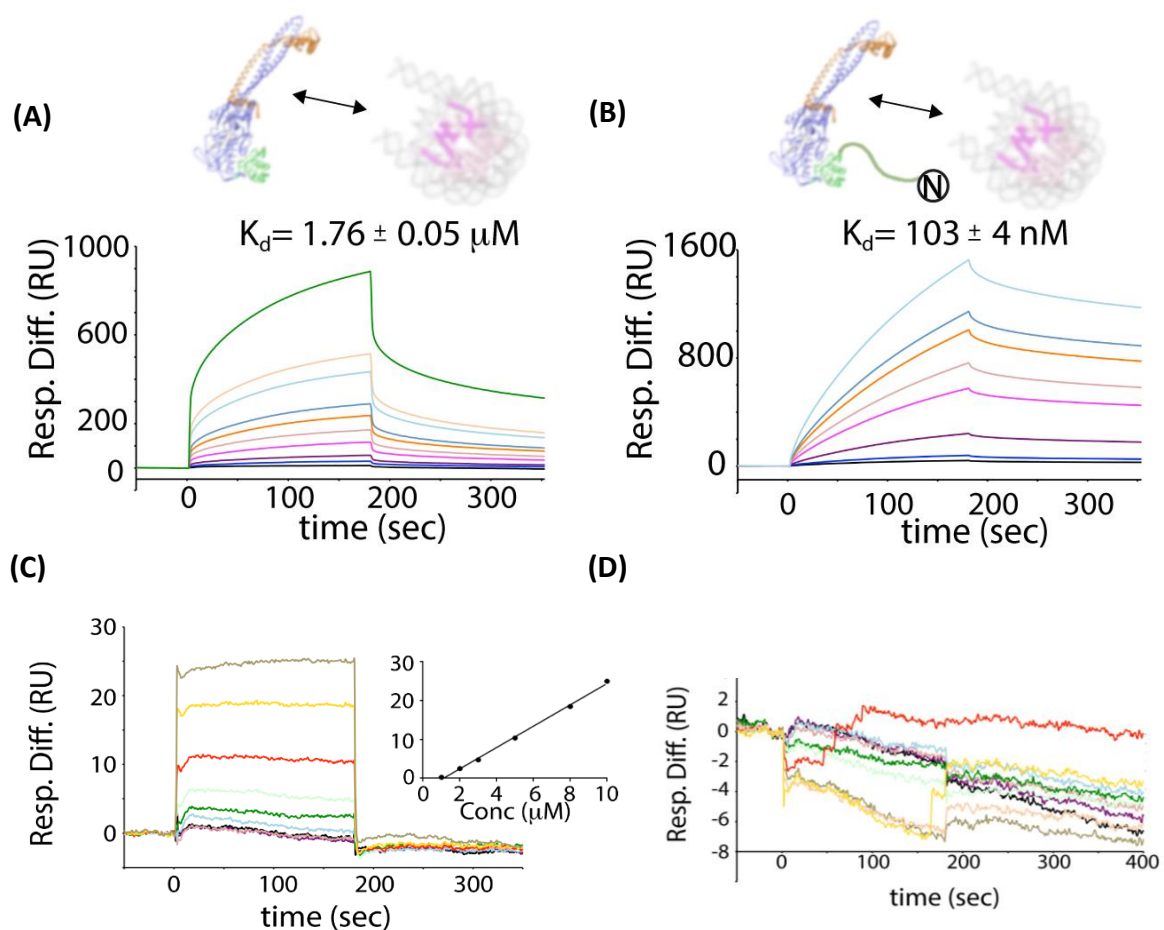 (A)
Kd= 1.76 ± 0.05 μM
Resp. Diff. (RU)
1000
600
200
0
0 100 200 300
time (sec)
(B)
N
Kd= 103 ± 4 nM
Resp. Diff. (RU)
1600
800
0
0 100 200 300
time (sec)
(C)
Resp. Diff. (RU)
30
20
10
0
0 100 200 300
time (sec)
30
20
10
0
0 2 4 6 8 10
Conc (μM)
(D)
Resp. Diff. (RU)
2
0
-2
-4
-6
-8
0 100 200 300 400
time (sec)